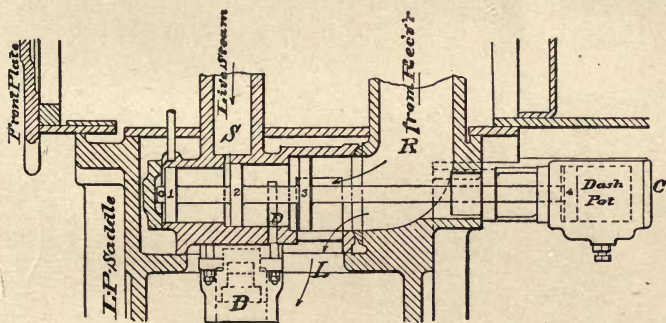 Front Plate
L.P. Saddle
Live Steam
S
from Rec'r
R
1
2
3
D
4
Dash
Pot
C
L
B